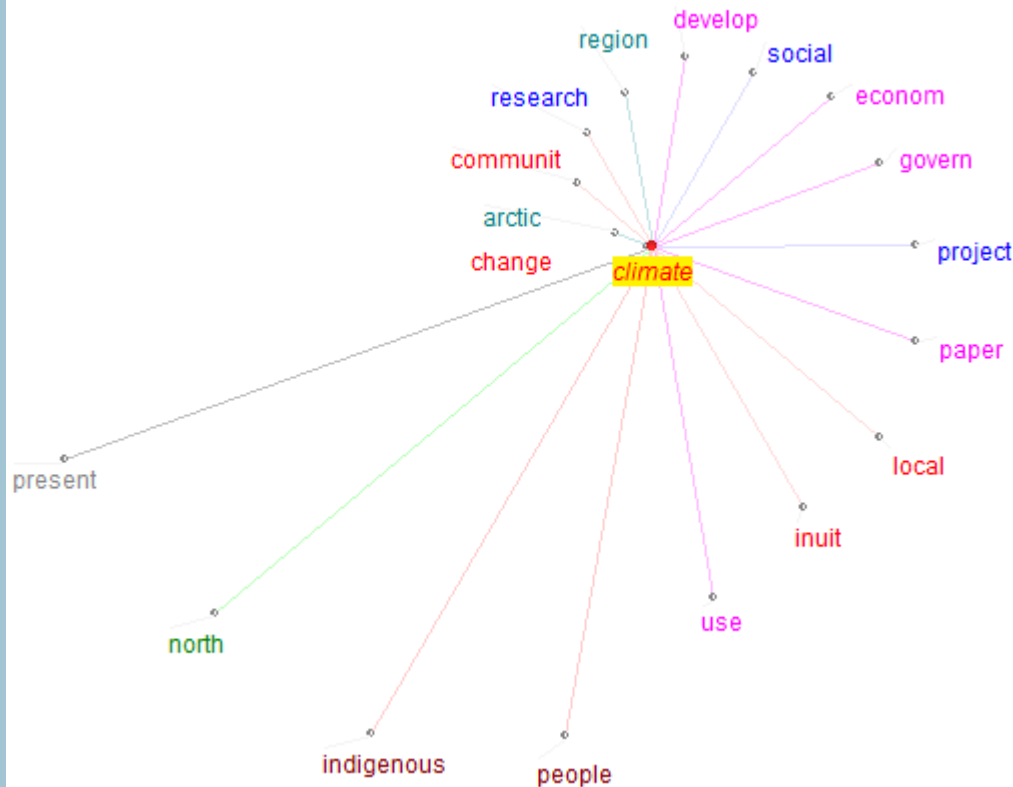 develop
region
social
research
econom
communit
govern
arctic
project
change
climate
paper
local
present
inuit
use
north
indigenous
people